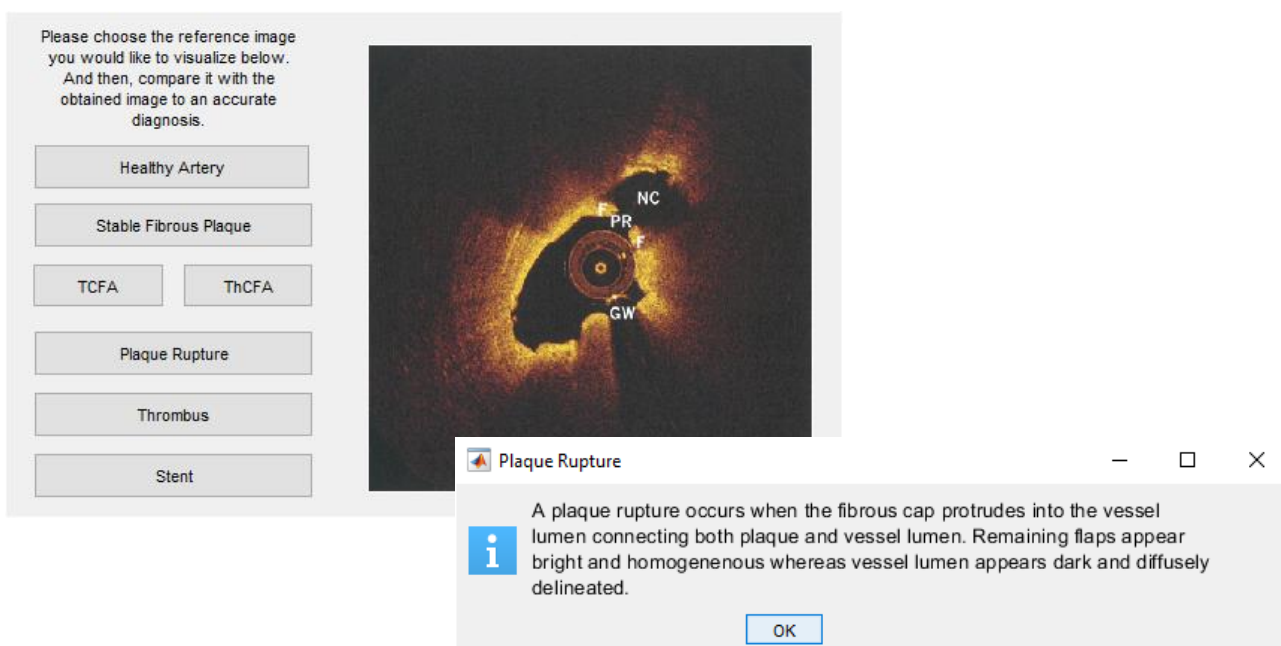 Please choose the reference image
you would like to visualize below.
And then, compare it with the
obtained image to an accurate
diagnosis.
Healthy Artery
Stable Fibrous Plaque
TCFA
ThCFA
Plaque Rupture
Thrombus
Stent
NC
F
PR
F
GW
Plaque Rupture
A plaque rupture occurs when the fibrous cap protrudes into the vessel
lumen connecting both plaque and vessel lumen. Remaining flaps appear
bright and homogenenous whereas vessel lumen appears dark and diffusely
delineated.
OK